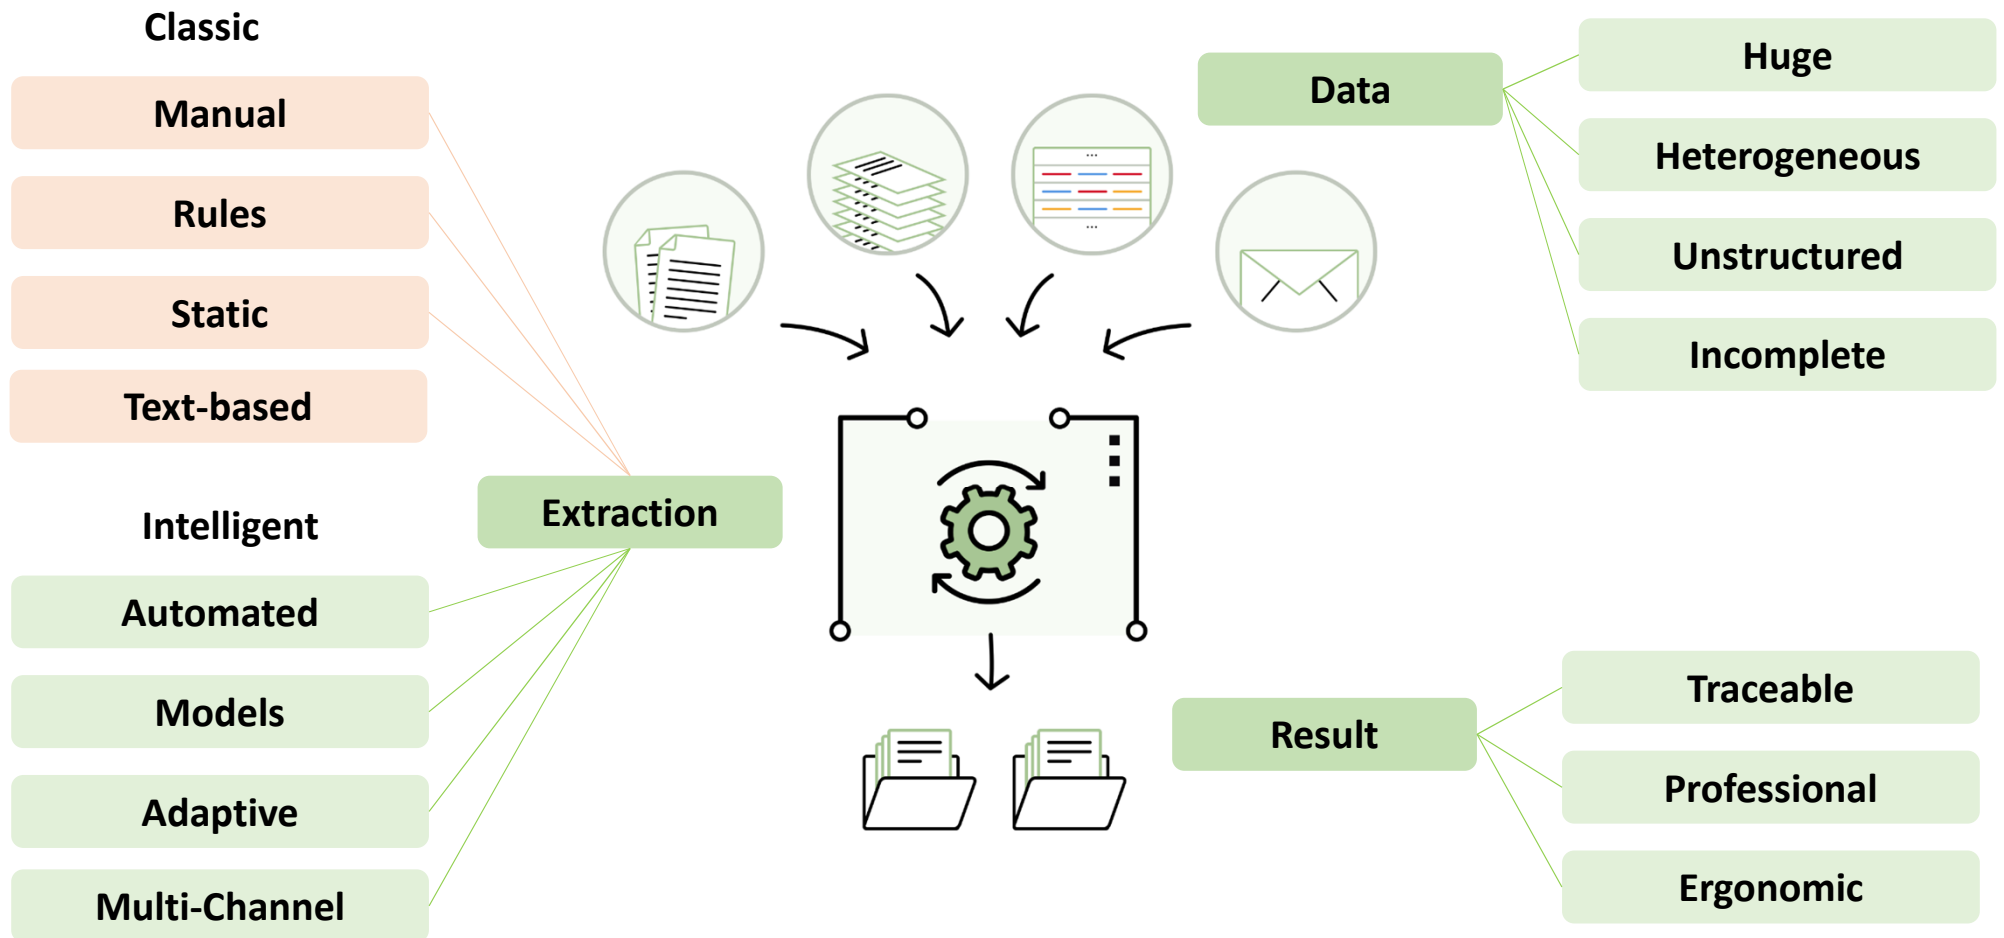 Classic
Manual
Rules
Static
Text-based
Intelligent
Automated
Models
Adaptive
Multi-Channel
Extraction
Data
Huge
Heterogeneous
Unstructured
Incomplete
Result
Traceable
Professional
Ergonomic